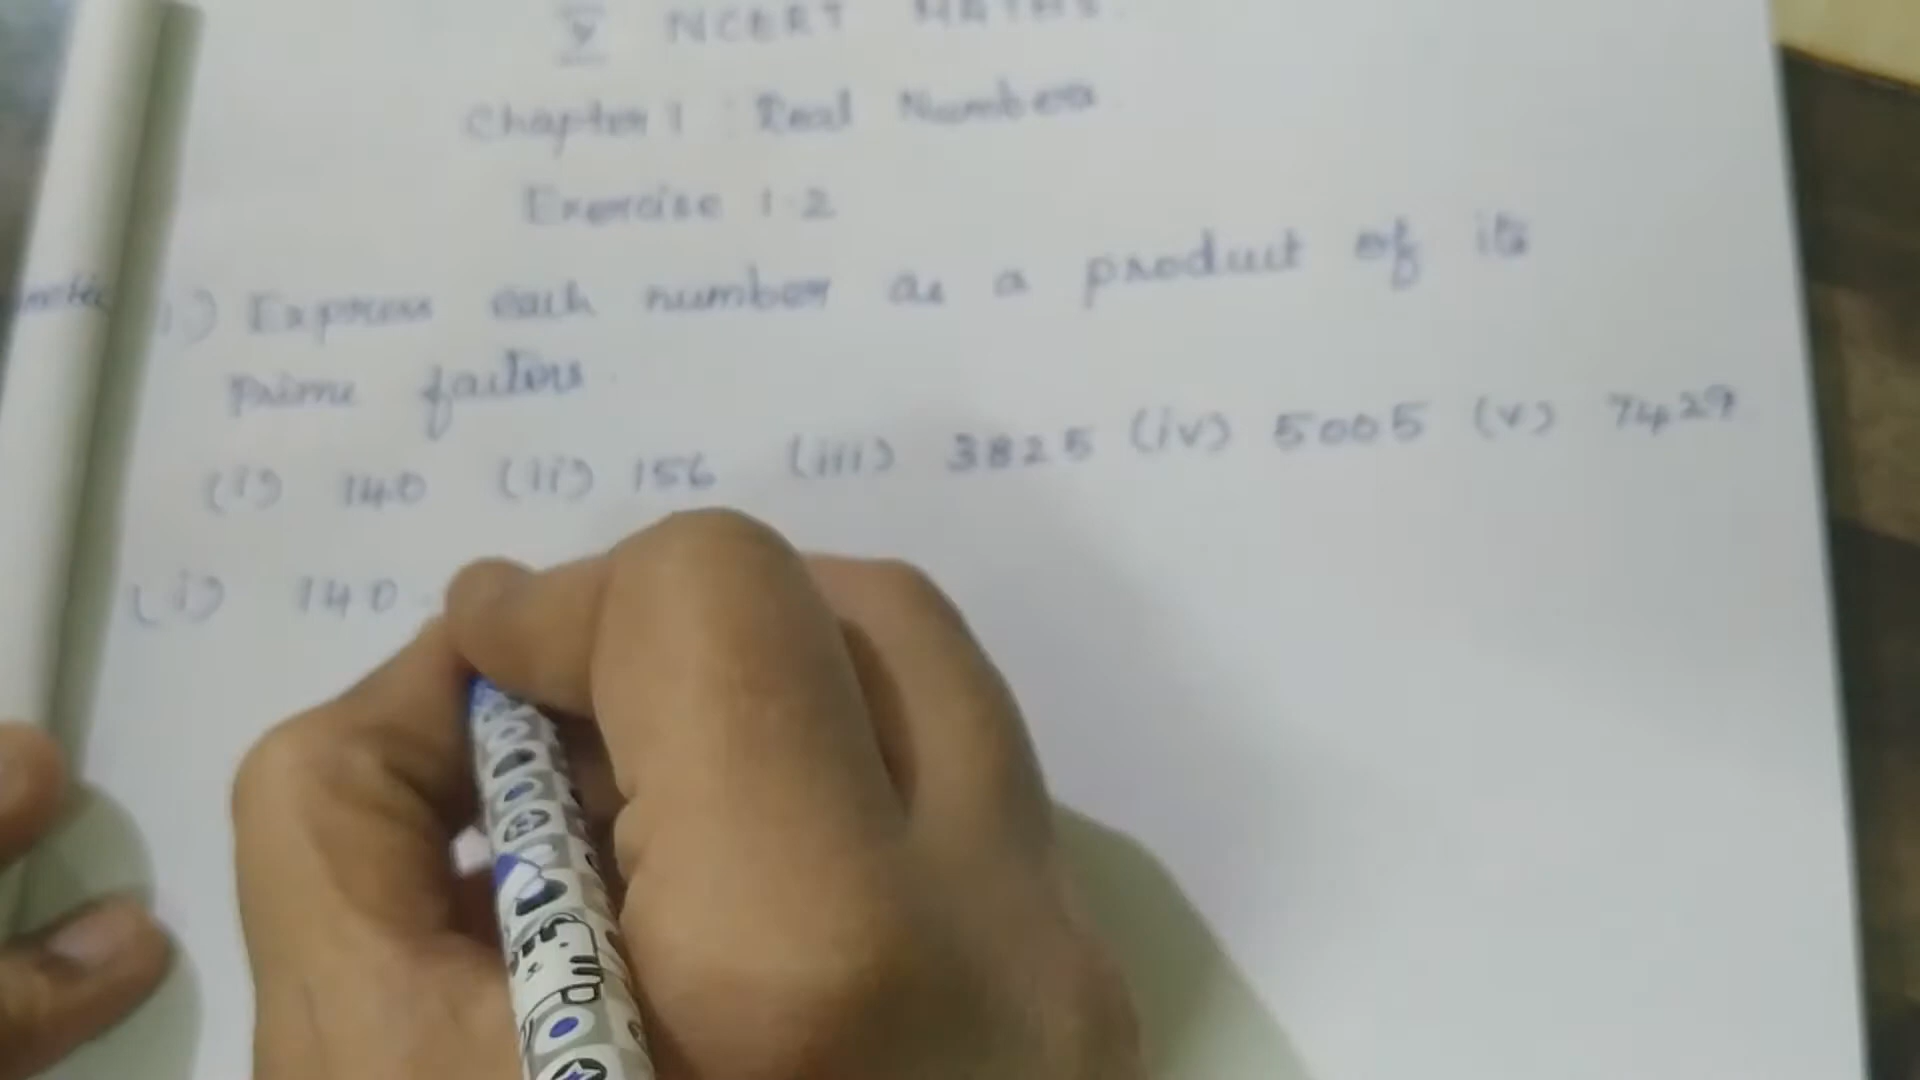 NCERT MATHS
Chapter 1 : Real Numbers
Exercise 1.2
1.) Express each number as a product of its
prime factors.
(i) 140 (ii) 156 (iii) 3825 (iv) 5005 (v) 7429
(i) 140